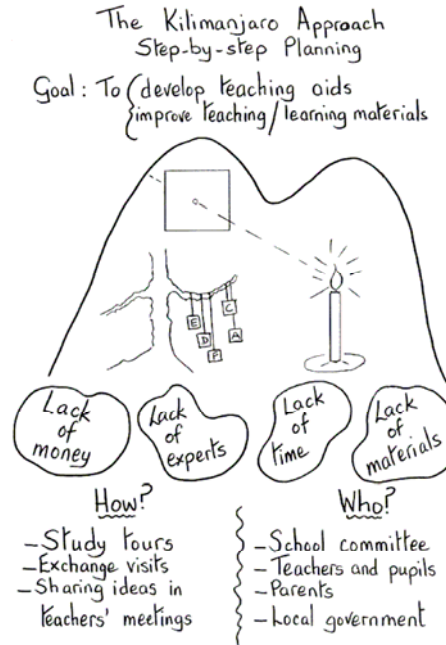 The Kilimanjaro Approach
Step-by-step Planning
Goal: To { develop teaching aids
improve teaching/learning materials
E
D
F
C
A
Lack
of
money
Lack
of
experts
Lack
of
time
Lack
of
materials
How?
-Study tours
-Exchange visits
-Sharing ideas in
teachers' meetings
Who?
-School committee
-Teachers and pupils
-Parents
-Local government